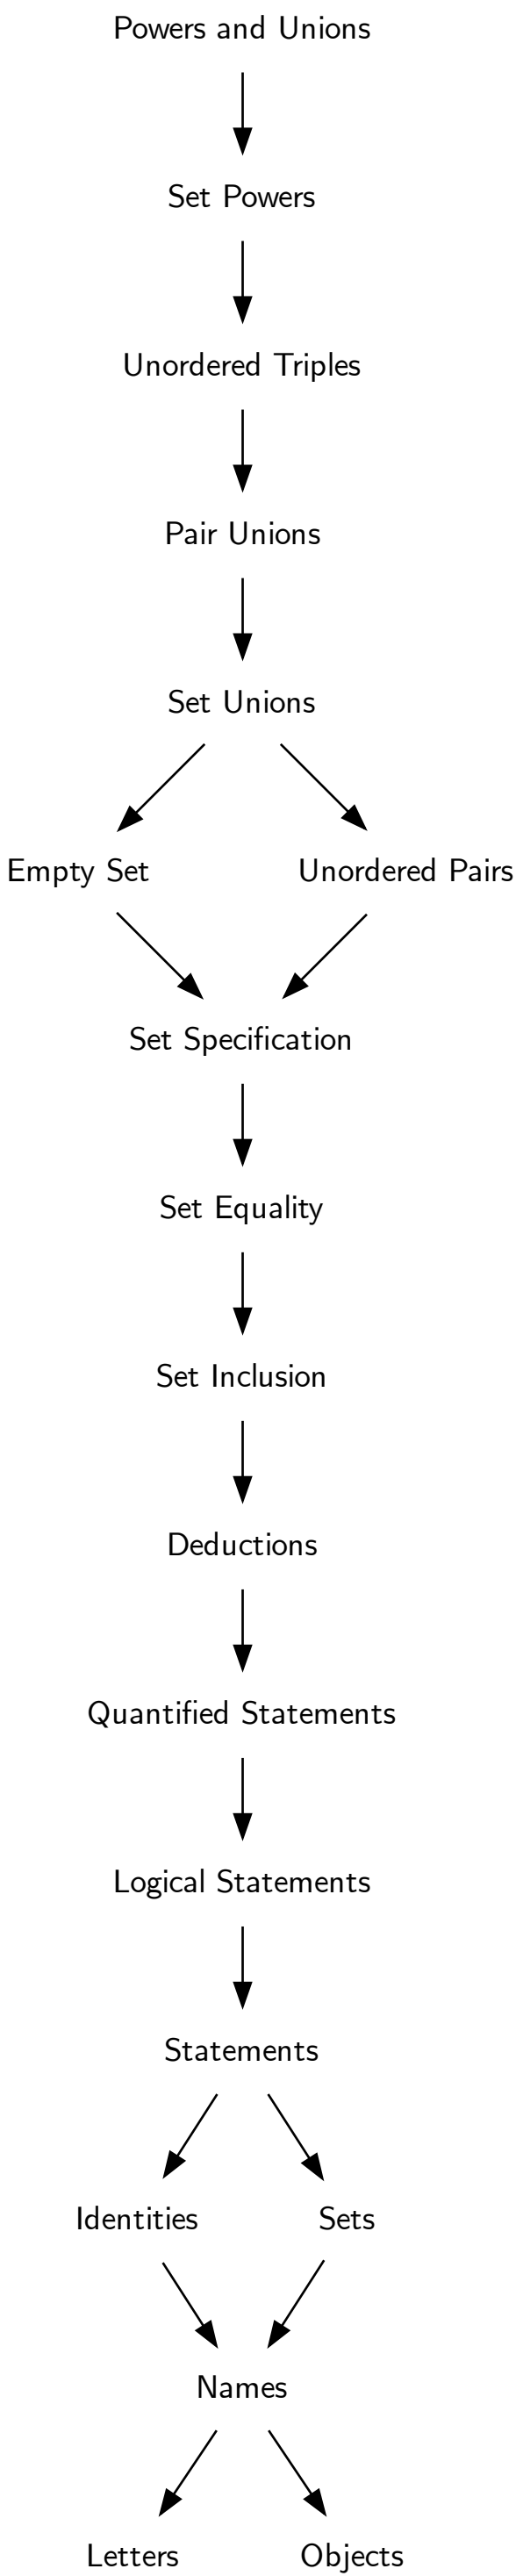 Powers and Unions
Set Powers
Unordered Triples
Pair Unions
Set Unions
Empty Set
Unordered Pairs
Set Specification
Set Equality
Set Inclusion
Deductions
Quantified Statements
Logical Statements
Statements
Identities
Sets
Names
Letters
Objects